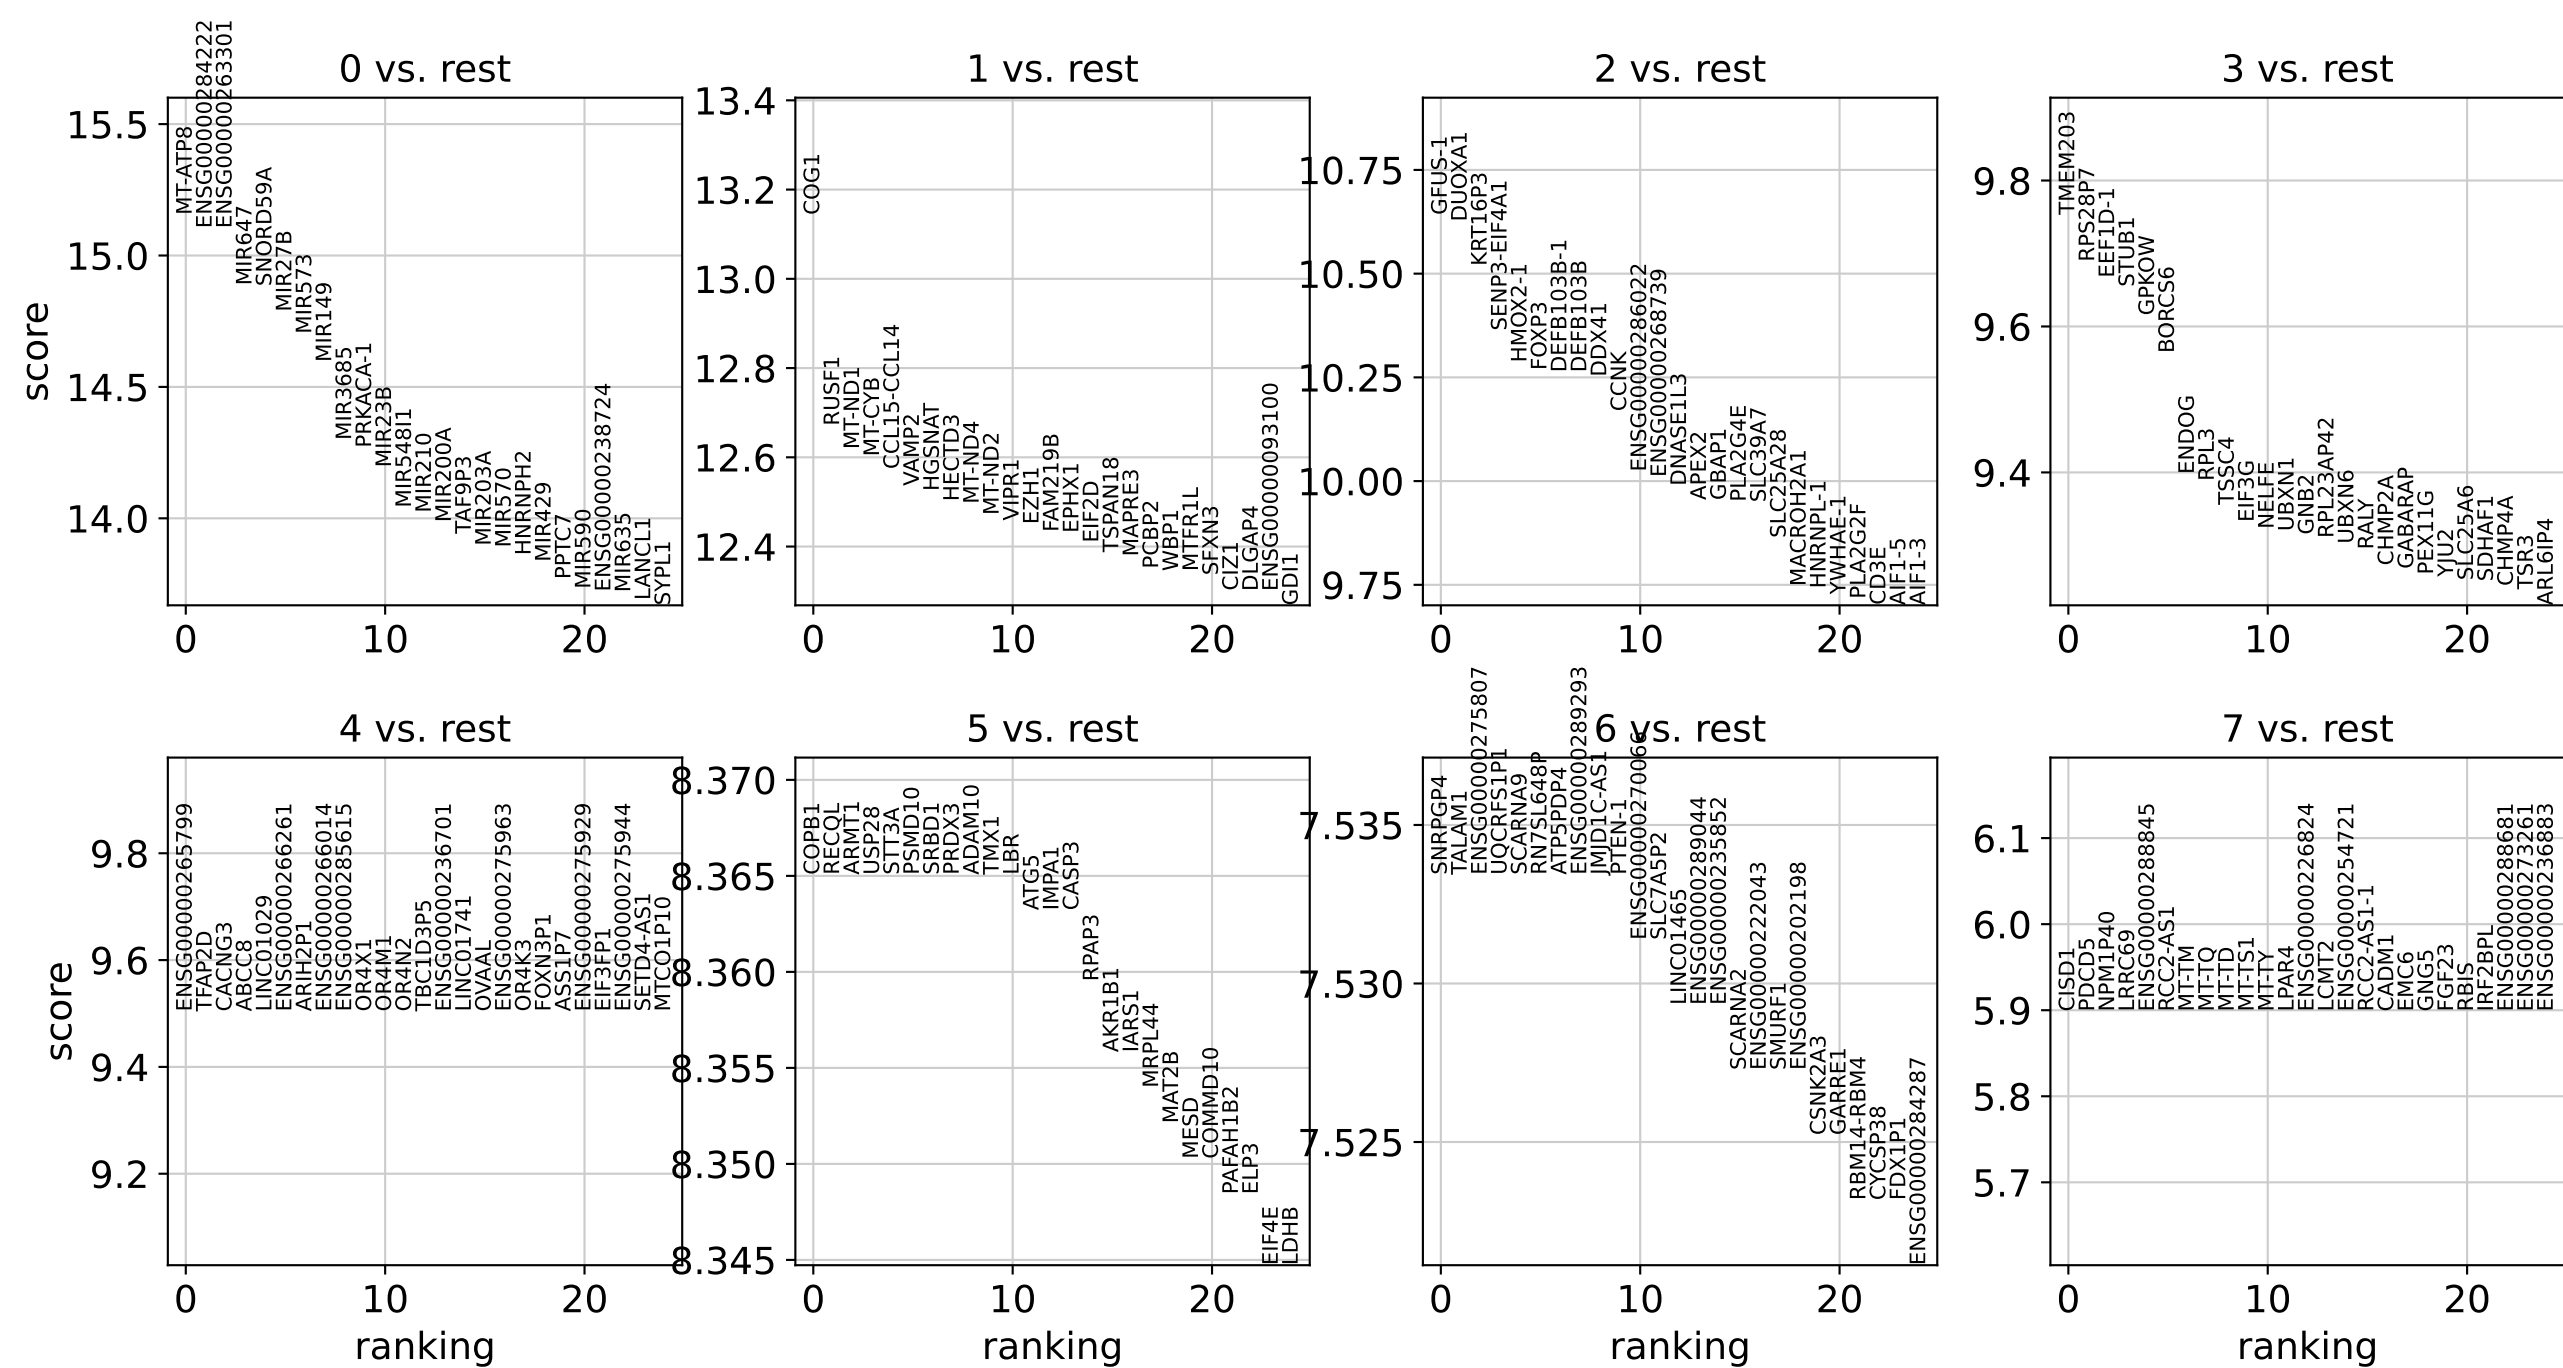 0 vs. rest
1 vs. rest
2 vs. rest
3 vs. rest
score
15.5
15.0
14.5
14.0
MT-ATP8
ENSG00000284222
ENSG00000263301
MIR647
SNORD59A
MIR27B
MIR573
MIR149
MIR3685
PRKACA-1
MIR23B
MIR548I1
MIR210
MIR200A
TAF9P3
MIR203A
MIR570
HNRNPH2
MIR429
PPTC7
MIR590
ENSG00000238724
MIR635
LANCL1
SYPL1
0 10 20
13.4
13.2
13.0
12.8
12.6
12.4
COG1
RUSF1
MT-ND1
MT-CYB
CCL15-CCL14
VAMP2
HGSNAT
HECTD3
MT-ND4
MT-ND2
VIPR1
EZH1
FAM219B
EPHX1
EIF2D
TSPAN18
MAPRE3
PCBP2
WBP1
MTFR1L
SFXN3
CIZ1
DLGAP4
ENSG00000093100
GDI1
0 10 20
10.75
10.50
10.25
10.00
9.75
GFUS-1
DUOXA1
KRT16P3
SENP3-EIF4A1
HMOX2-1
FOXP3
DEFB103B-1
DEFB103B
DDX41
CCNK
ENSG00000286022
ENSG00000268739
DNASE1L3
APEX2
GBAP1
PLA2G4E
SLC39A7
SLC25A28
MACROH2A1
HNRNPL-1
YWHAE-1
PLA2G2F
CD3E
AIF1-5
AIF1-3
0 10 20
9.8
9.6
9.4
TMEM203
RPS28P7
EEF1D-1
STUB1
GPKOW
BORCS6
ENDOG
RPL3
TSSC4
EIF3G
NELFE
UBXN1
GNB2
RPL23AP42
UBXN6
RALY
CHMP2A
GABARAP
PEX11G
YJU2
SLC25A6
SDHAF1
CHMP4A
TSR3
ARL6IP4
0 10 20
4 vs. rest
5 vs. rest
6 vs. rest
7 vs. rest
score
9.8
9.6
9.4
9.2
ENSG00000265799
TFAP2D
CACNG3
ABCC8
LINC01029
ENSG00000266261
ARIH2P1
ENSG00000266014
ENSG00000285615
OR4X1
OR4M1
OR4N2
TBC1D3P5
ENSG00000236701
LINC01741
OVAAL
ENSG00000275963
OR4K3
FOXN3P1
ASS1P7
ENSG00000275929
EIF3FP1
ENSG00000275944
SETD4-AS1
MTCO1P10
0 10 20
ranking
8.370
8.365
8.360
8.355
8.350
8.345
COPB1
RECQL
ARMT1
USP28
STT3A
PSMD10
SRBD1
PRDX3
ADAM10
TMX1
LBR
ATG5
IMPA1
CASP3
RPAP3
AKR1B1
IARS1
MRPL44
MAT2B
MESD
COMMD10
PAFAH1B2
ELP3
EIF4E
LDHB
0 10 20
ranking
7.535
7.530
7.525
SNRPGP4
TALAM1
ENSG00000275807
UQCRFS1P1
SCARNA9
RN7SL648P
ATP5PDP4
ENSG00000289293
JMJD1C-AS1
PTEN-1
ENSG00000270066
SLC7A5P2
LINC01465
ENSG00000289044
ENSG00000235852
SCARNA2
ENSG00000222043
SMURF1
ENSG00000202198
CSNK2A3
GARRE1
RBM14-RBM4
CYCSP38
FDX1P1
ENSG00000284287
0 10 20
ranking
6.1
6.0
5.9
5.8
5.7
CISD1
PDCD5
NPM1P40
LRRC69
ENSG00000288845
RCC2-AS1
MT-TM
MT-TQ
MT-TD
MT-TS1
MT-TY
LPAR4
ENSG00000226824
LCMT2
ENSG00000254721
RCC2-AS1-1
CADM1
EMC6
GNG5
FGF23
RBIS
IRF2BPL
ENSG00000288681
ENSG00000273261
ENSG00000236883
0 10 20
ranking